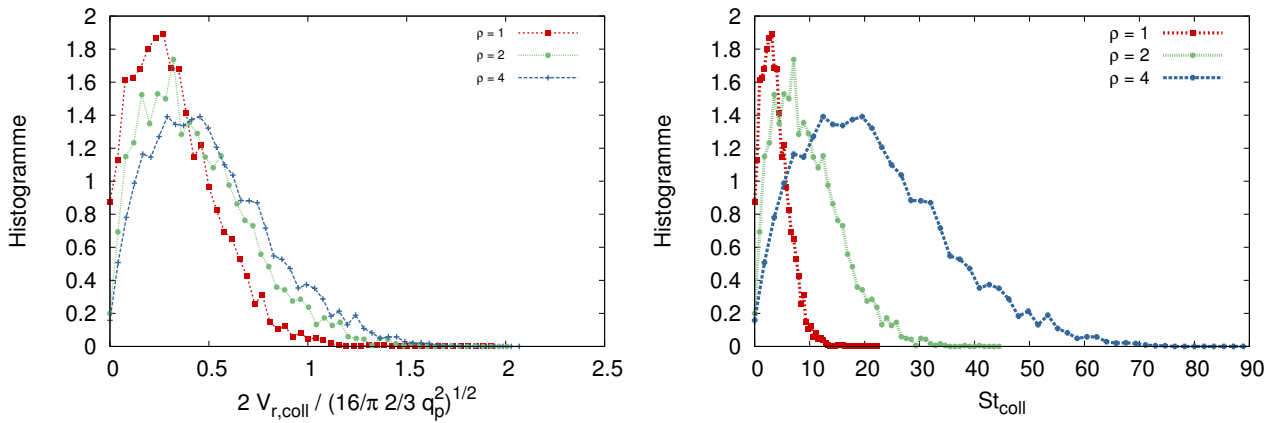 Histogramme
2
1.8
1.6
1.4
1.2
1
0.8
0.6
0.4
0.2
0
ρ = 1
ρ = 2
ρ = 4
0 0.5 1 1.5 2 2.5
2 V_{r,coll} / (16/π 2/3 q_p^2)^{1/2}
Histogramme
2
1.8
1.6
1.4
1.2
1
0.8
0.6
0.4
0.2
0
ρ = 1
ρ = 2
ρ = 4
0 10 20 30 40 50 60 70 80 90
St_{coll}